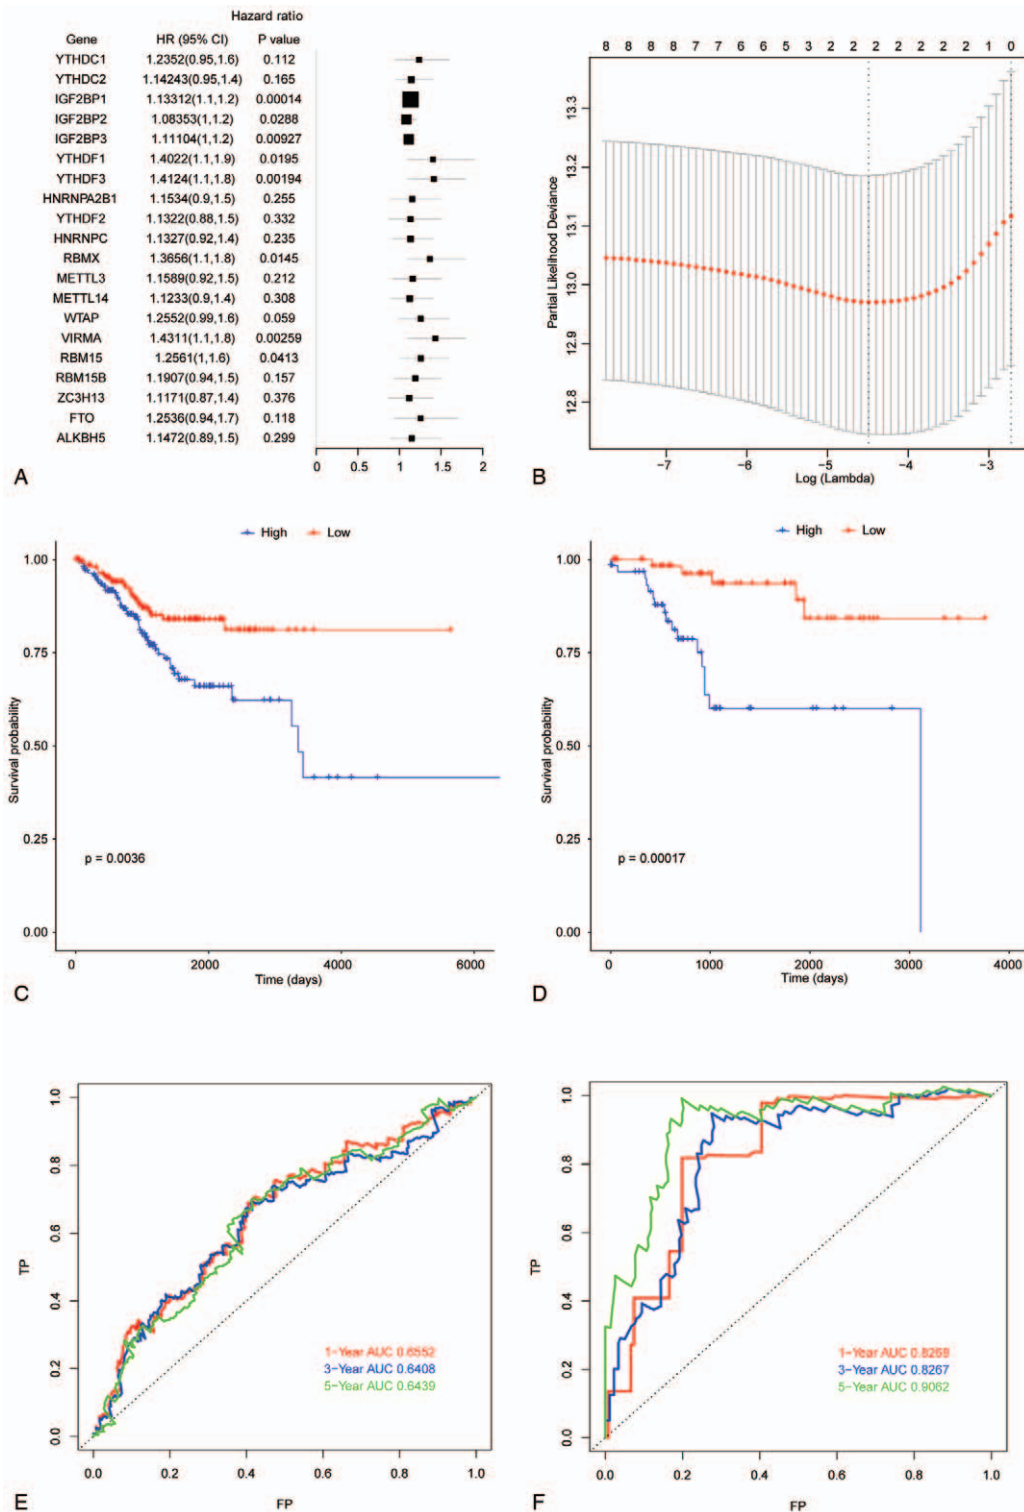 Hazard ratio
Gene HR (95% CI) P value
YTHDC1 1.2352(0.95,1.6) 0.112
YTHDC2 1.14243(0.95,1.4) 0.165
IGF2BP1 1.13312(1.1,1.2) 0.00014
IGF2BP2 1.08353(1,1.2) 0.0288
IGF2BP3 1.11104(1,1.2) 0.00927
YTHDF1 1.4022(1.1,1.9) 0.0195
YTHDF3 1.4124(1.1,1.8) 0.00194
HNRNPA2B1 1.1534(0.9,1.5) 0.255
YTHDF2 1.1322(0.88,1.5) 0.332
HNRNPC 1.1327(0.92,1.4) 0.235
RBMX 1.3656(1.1,1.8) 0.0145
METTL3 1.1589(0.92,1.5) 0.212
METTL14 1.1233(0.9,1.4) 0.308
WTAP 1.2552(0.99,1.6) 0.059
VIRMA 1.4311(1.1,1.8) 0.00259
RBM15 1.2561(1,1.6) 0.0413
RBM15B 1.1907(0.94,1.5) 0.157
ZC3H13 1.1171(0.87,1.4) 0.376
FTO 1.2536(0.94,1.7) 0.118
ALKBH5 1.1472(0.89,1.5) 0.299
0 0.5 1 1.5 2
A
8 8 8 8 7 7 6 6 5 3 2 2 2 2 2 2 2 1 0
Partial Likelihood Deviance
13.3
13.2
13.1
13.0
12.9
12.8
−7 −6 −5 −4 −3
Log (Lambda)
B
High Low
Survival probability
1.00
0.75
0.50
0.25
0.00
p = 0.0036
0 2000 4000 6000
Time (days)
C
High Low
Survival probability
1.00
0.75
0.50
0.25
0.00
p = 0.00017
0 1000 2000 3000 4000
Time (days)
D
TP
1.0
0.8
0.6
0.4
0.2
0.0
1−Year AUC 0.6552
3−Year AUC 0.6408
5−Year AUC 0.6439
0.0 0.2 0.4 0.6 0.8 1.0
FP
E
TP
1.0
0.8
0.6
0.4
0.2
0.0
1−Year AUC 0.8268
3−Year AUC 0.8267
5−Year AUC 0.9062
0.0 0.2 0.4 0.6 0.8 1.0
FP
F